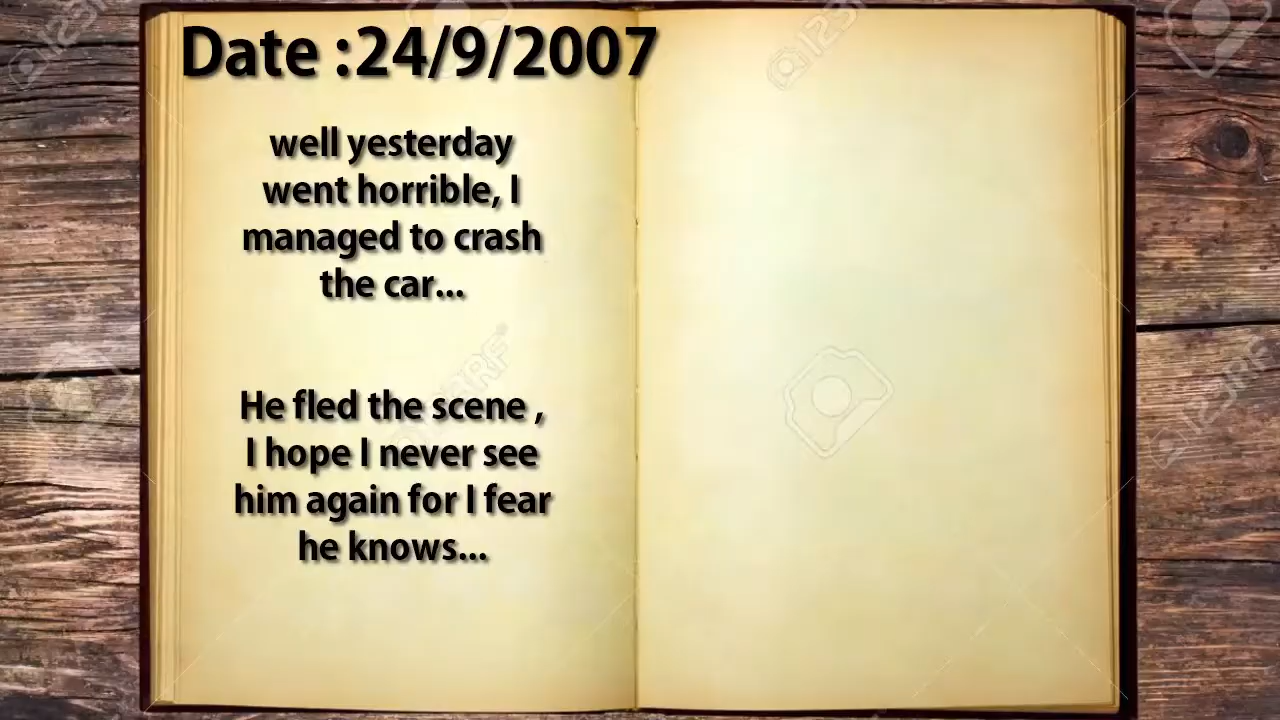 Date :24/9/2007
well yesterday
went horrible, I
managed to crash
the car...
He fled the scene ,
I hope I never see
him again for I fear
he knows...